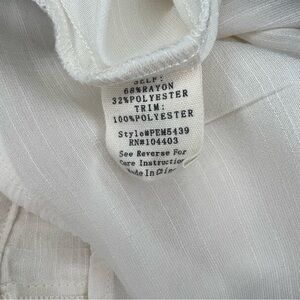 SELF:
68%RAYON
32%POLYESTER
TRIM:
100%POLYESTER
Style#PEM5439
RN#104403
See Reverse For
Care Instruction
Made In China